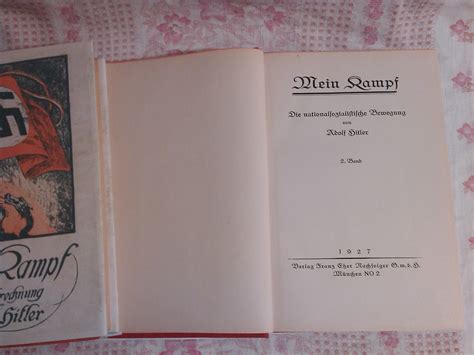 Kampf
rechnung
Hitler
Mein Kampf
Die nationalsozialistische Bewegung
von
Adolf Hitler
2. Band
1927
Verlag Franz Eher Nachfolger G.m.b.H.
München NO 2